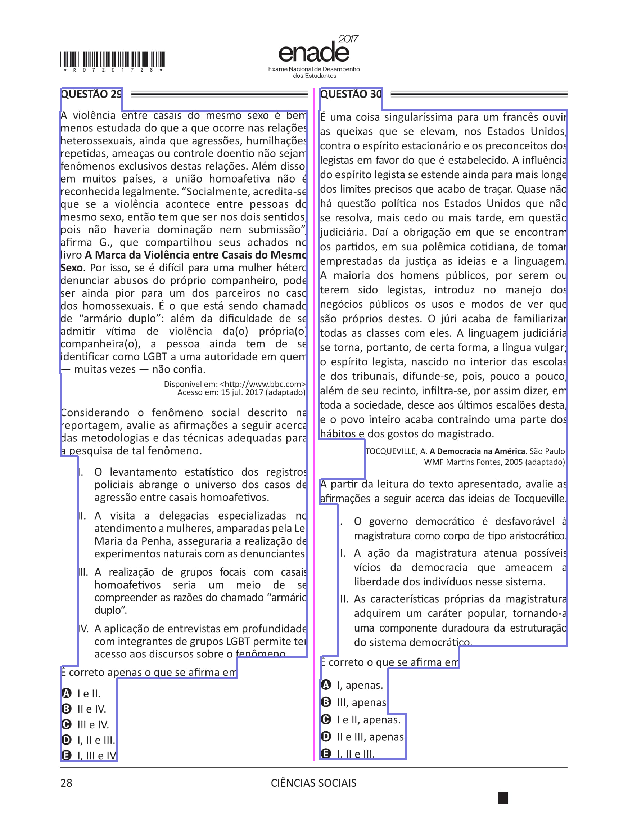 *R07201728*
enade2017
Exame Nacional de Desempenho
dos Estudantes
QUESTÃO 29
A violência entre casais do mesmo sexo é bem
menos estudada do que a que ocorre nas relações
heterossexuais, ainda que agressões, humilhações
repetidas, ameaças ou controle doentio não sejam
fenômenos exclusivos destas relações. Além disso,
em muitos países, a união homoafetiva não é
reconhecida legalmente. “Socialmente, acredita-se
que se a violência acontece entre pessoas do
mesmo sexo, então tem que ser nos dois sentidos,
pois não haveria dominação nem submissão”,
afirma G., que compartilhou seus achados no
livro A Marca da Violência entre Casais do Mesmo
Sexo. Por isso, se é difícil para uma mulher hétero
denunciar abusos do próprio companheiro, pode
ser ainda pior para um dos parceiros no caso
dos homossexuais. É o que está sendo chamado
de “armário duplo”: além da dificuldade de se
admitir vítima de violência da(o) própria(o)
companheira(o), a pessoa ainda tem de se
identificar como LGBT a uma autoridade em quem
— muitas vezes — não confia.
Disponível em: <http://www.bbc.com>.
Acesso em: 15 jul. 2017 (adaptado).
Considerando o fenômeno social descrito na
reportagem, avalie as afirmações a seguir acerca
das metodologias e das técnicas adequadas para
a pesquisa de tal fenômeno.
I. O levantamento estatístico dos registros
policiais abrange o universo dos casos de
agressão entre casais homoafetivos.
II. A visita a delegacias especializadas no
atendimento a mulheres, amparadas pela Lei
Maria da Penha, asseguraria a realização de
experimentos naturais com as denunciantes.
III. A realização de grupos focais com casais
homoafetivos seria um meio de se
compreender as razões do chamado “armário
duplo”.
IV. A aplicação de entrevistas em profundidade
com integrantes de grupos LGBT permite ter
acesso aos discursos sobre o fenômeno.
É correto apenas o que se afirma em
A I e II.
B II e IV.
C III e IV.
D I, II e III.
E I, III e IV.
QUESTÃO 30
É uma coisa singularíssima para um francês ouvir
as queixas que se elevam, nos Estados Unidos,
contra o espírito estacionário e os preconceitos dos
legistas em favor do que é estabelecido. A influência
do espírito legista se estende ainda para mais longe
dos limites precisos que acabo de traçar. Quase não
há questão política nos Estados Unidos que não
se resolva, mais cedo ou mais tarde, em questão
judiciária. Daí a obrigação em que se encontram
os partidos, em sua polêmica cotidiana, de tomar
emprestadas da justiça as ideias e a linguagem.
A maioria dos homens públicos, por serem ou
terem sido legistas, introduz no manejo dos
negócios públicos os usos e modos de ver que
são próprios destes. O júri acaba de familiarizar
todas as classes com eles. A linguagem judiciária
se torna, portanto, de certa forma, a língua vulgar;
o espírito legista, nascido no interior das escolas
e dos tribunais, difunde-se, pois, pouco a pouco,
além de seu recinto, infiltra-se, por assim dizer, em
toda a sociedade, desce aos últimos escalões desta,
e o povo inteiro acaba contraindo uma parte dos
hábitos e dos gostos do magistrado.
TOCQUEVILLE, A. A Democracia na América. São Paulo:
WMF Martins Fontes, 2005 (adaptado).
A partir da leitura do texto apresentado, avalie as
afirmações a seguir acerca das ideias de Tocqueville.
I. O governo democrático é desfavorável à
magistratura como corpo de tipo aristocrático.
II. A ação da magistratura atenua possíveis
vícios da democracia que ameacem a
liberdade dos indivíduos nesse sistema.
III. As características próprias da magistratura
adquirem um caráter popular, tornando-a
uma componente duradoura da estruturação
do sistema democrático.
É correto o que se afirma em
A I, apenas.
B III, apenas.
C I e II, apenas.
D II e III, apenas.
E I, II e III.
28
CIÊNCIAS SOCIAIS